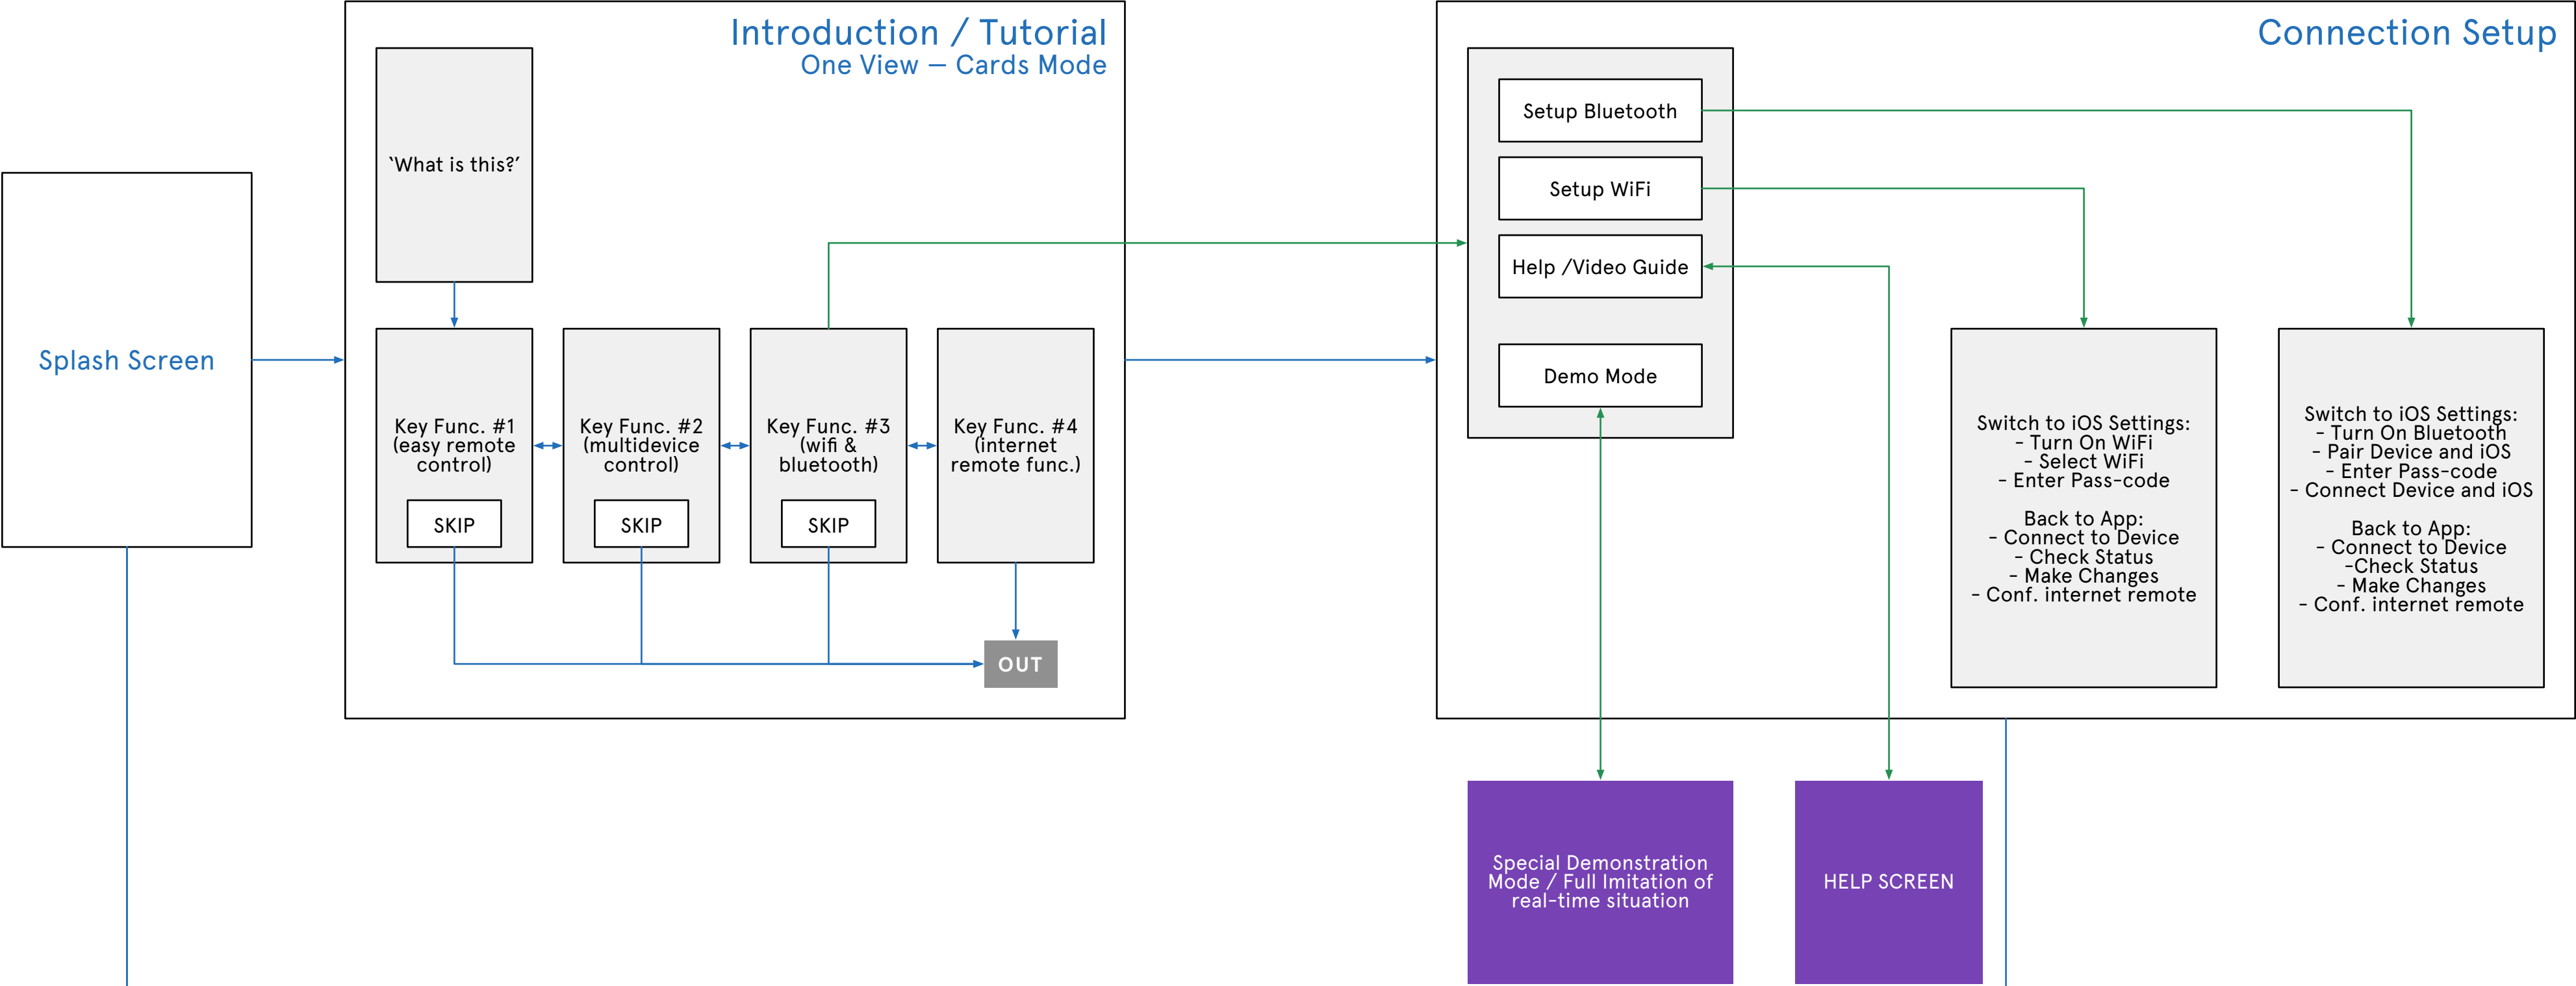 Splash Screen
Introduction / Tutorial
One View — Cards Mode
‘What is this?’
Key Func. #1
(easy remote
control)
SKIP
Key Func. #2
(multidevice
control)
SKIP
Key Func. #3
(wifi &
bluetooth)
SKIP
Key Func. #4
(internet
remote func.)
OUT
Connection Setup
Setup Bluetooth
Setup WiFi
Help /Video Guide
Demo Mode
Switch to iOS Settings:
- Turn On WiFi
- Select WiFi
- Enter Pass-code
Back to App:
- Connect to Device
- Check Status
- Make Changes
- Conf. internet remote
Switch to iOS Settings:
- Turn On Bluetooth
- Pair Device and iOS
- Enter Pass-code
- Connect Device and iOS
Back to App:
- Connect to Device
-Check Status
- Make Changes
- Conf. internet remote
Special Demonstration
Mode / Full Imitation of
real-time situation
HELP SCREEN